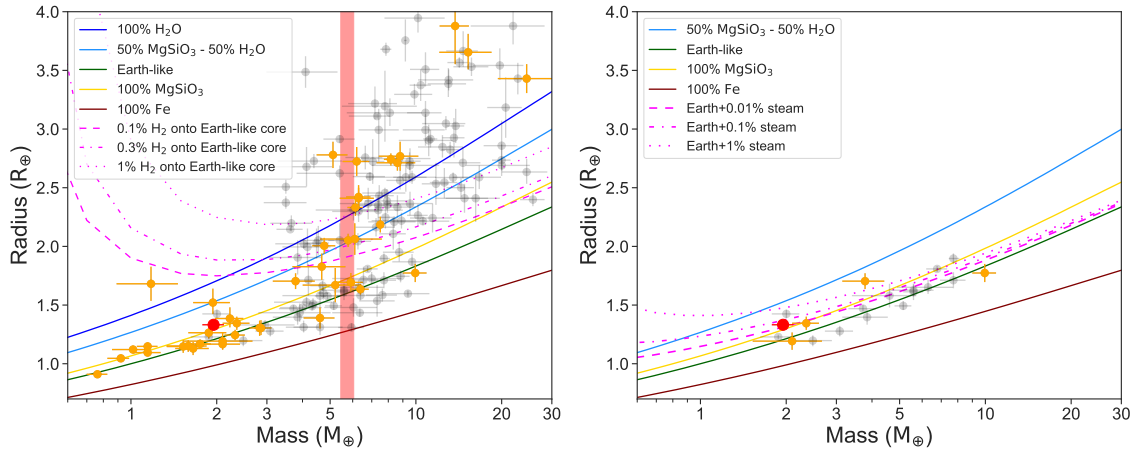 100% H₂O
50% MgSiO₃ - 50% H₂O
Earth-like
100% MgSiO₃
100% Fe
0.1% H₂ onto Earth-like core
0.3% H₂ onto Earth-like core
1% H₂ onto Earth-like core
4.0
3.5
3.0
2.5
2.0
1.5
1.0
Radius (R⊕)
1
2
3
5
10
20
30
Mass (M⊕)
50% MgSiO₃ - 50% H₂O
Earth-like
100% MgSiO₃
100% Fe
Earth+0.01% steam
Earth+0.1% steam
Earth+1% steam
4.0
3.5
3.0
2.5
2.0
1.5
1.0
Radius (R⊕)
1
2
3
5
10
20
30
Mass (M⊕)